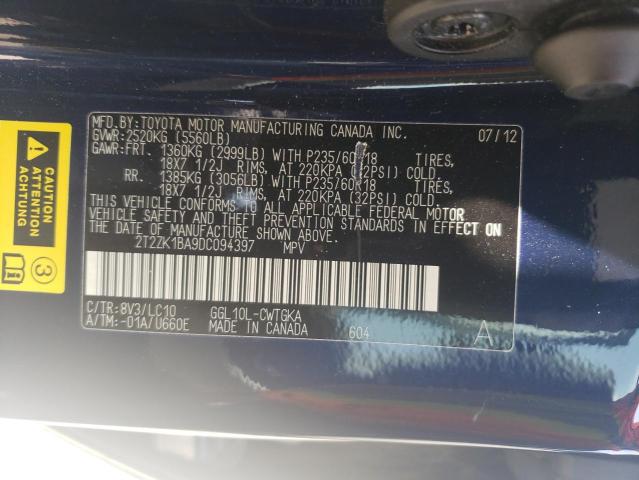 MFD.BY:TOYOTA MOTOR MANUFACTURING CANADA INC. 07/12
GVWR:2520KG (5560LB)
GAWR:FRT. 1360KG (2999LB) WITH P235/60R18 TIRES,
18X7 1/2J RIMS, AT 220KPA (32PSI) COLD.
RR. 1385KG (3056LB) WITH P235/60R18 TIRES,
18X7 1/2J RIMS, AT 220KPA (32PSI) COLD.
THIS VEHICLE CONFORMS TO ALL APPLICABLE FEDERAL MOTOR
VEHICLE SAFETY AND THEFT PREVENTION STANDARDS IN EFFECT ON
THE DATE OF MANUFACTURE SHOWN ABOVE.
2T2ZK1BA9DC094397 MPV
C/TR:8V3/LC10 GGL10L-CWTGKA
A/TM:-01A/U660E MADE IN CANADA 604 A
ATTENTION
CAUTION
ACHTUNG
3